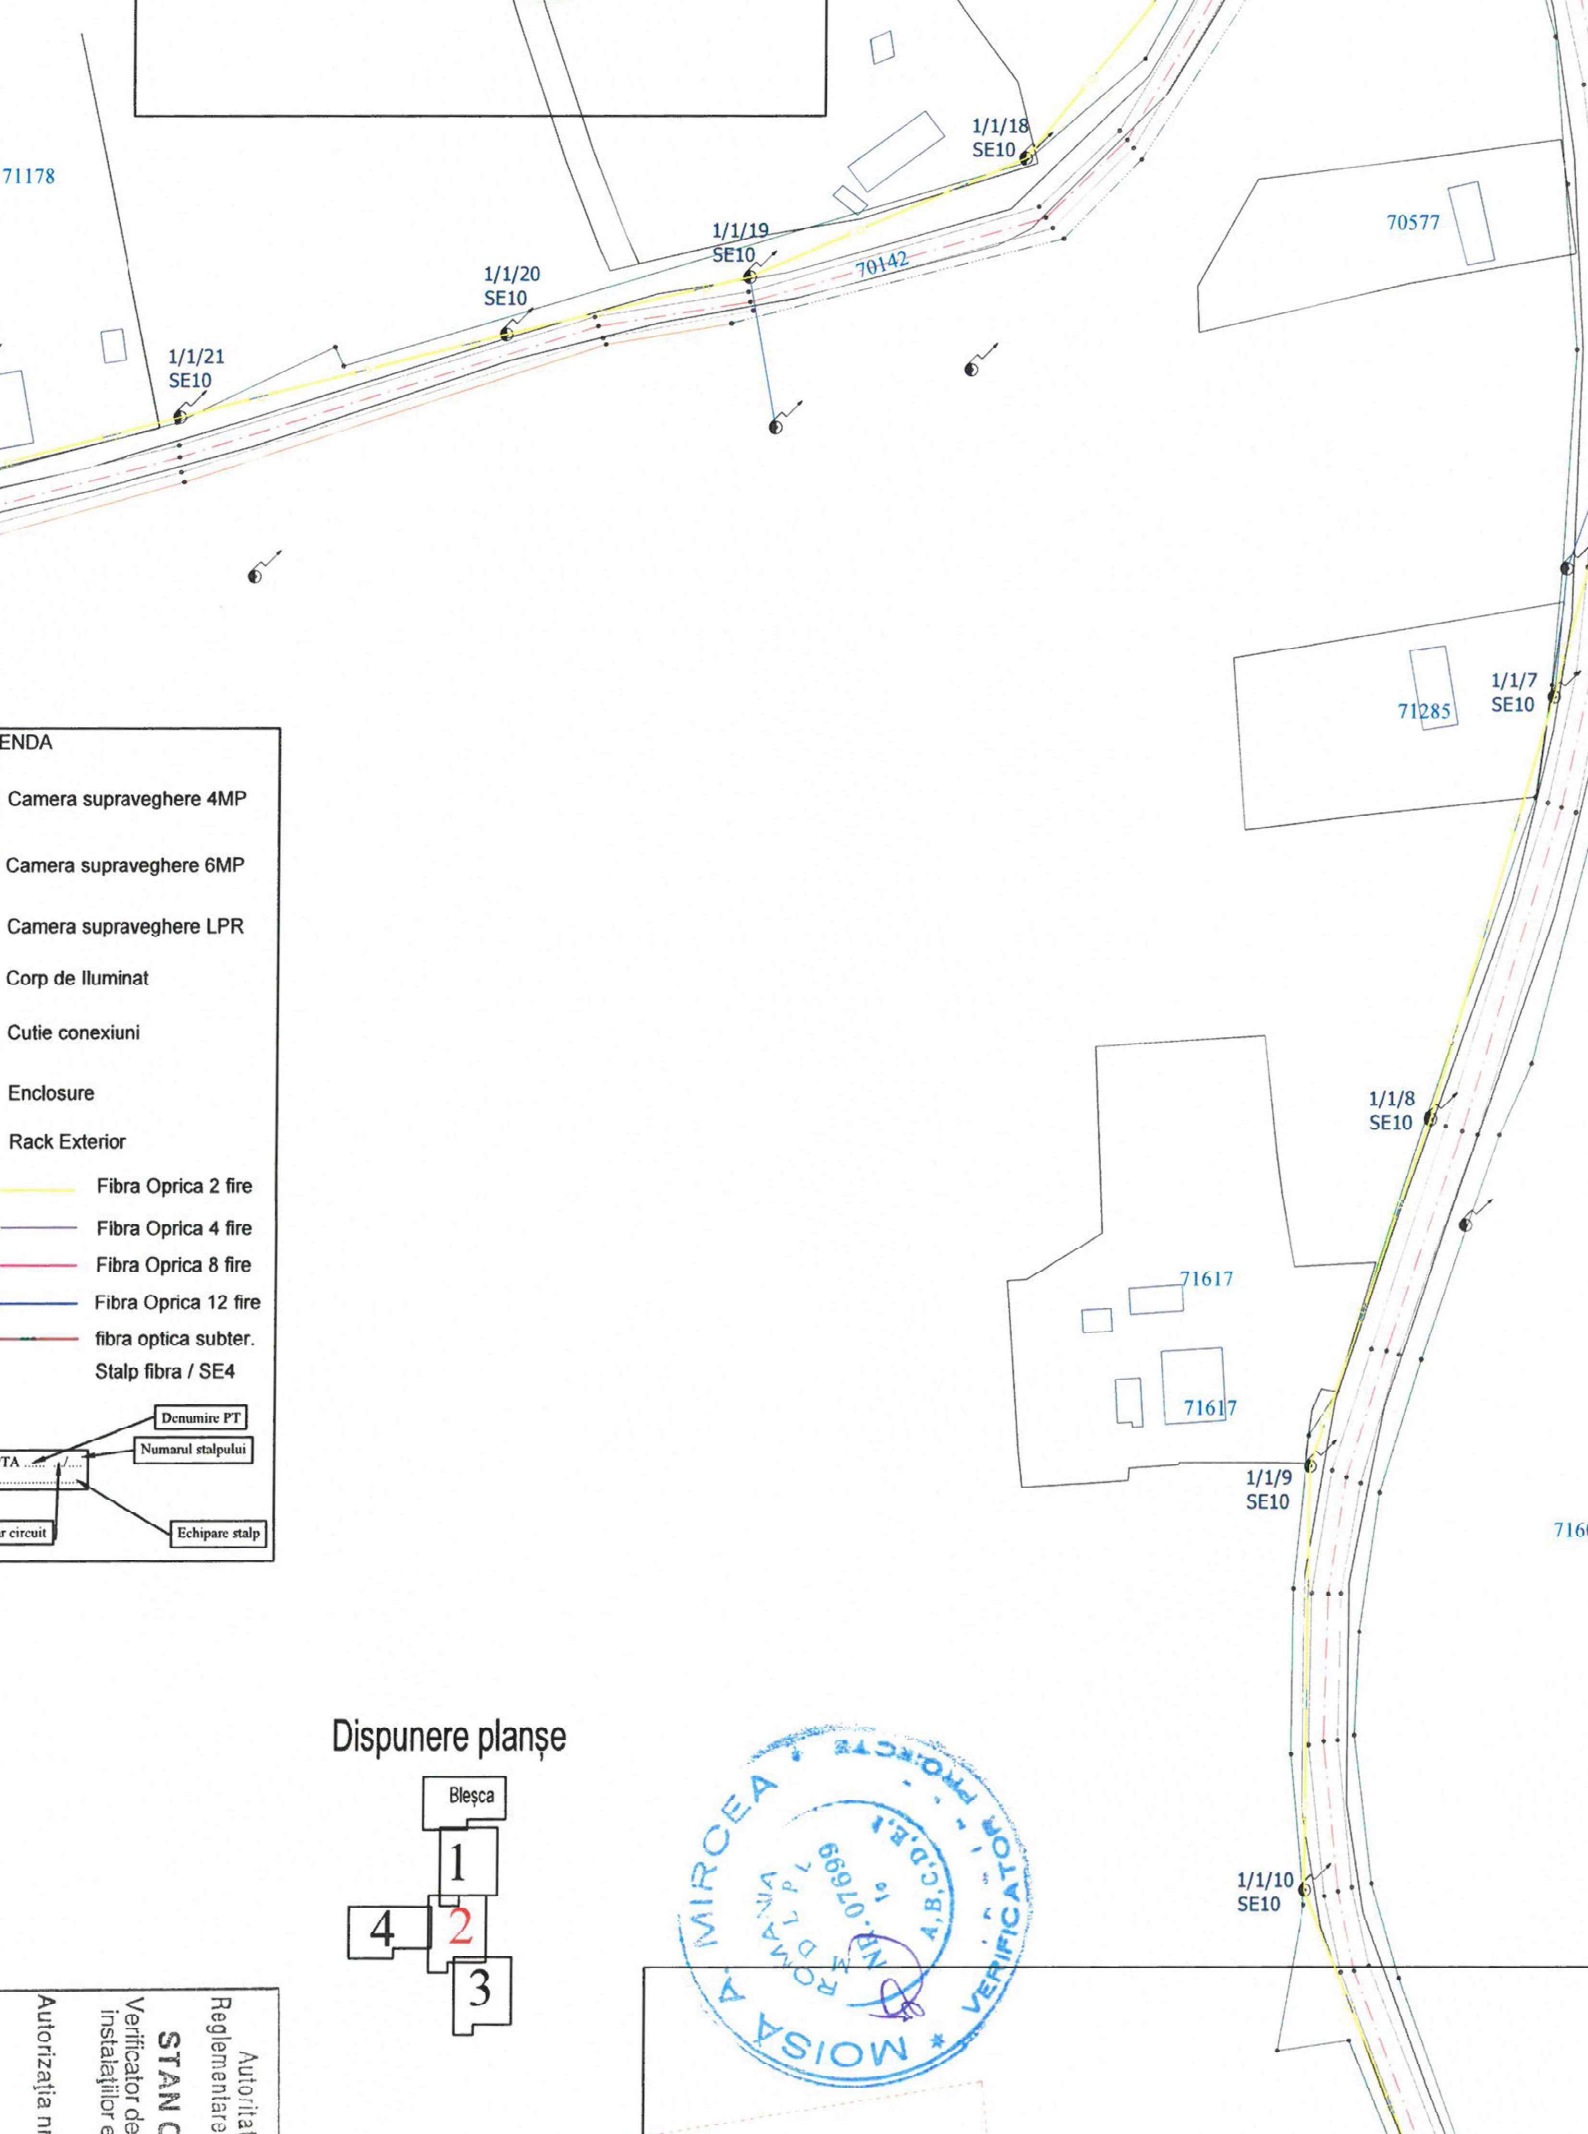 71178
1/1/18
SE10
70577
1/1/19
SE10
70142
1/1/20
SE10
1/1/21
SE10
71285
1/1/7
SE10
ENDA
Camera supraveghere 4MP
Camera supraveghere 6MP
Camera supraveghere LPR
Corp de Iluminat
Cutie conexiuni
Enclosure
Rack Exterior
Fibra Oprica 2 fire
Fibra Oprica 4 fire
Fibra Oprica 8 fire
Fibra Oprica 12 fire
fibra optica subter.
Stalp fibra / SE4
Denumire PT
Numarul stalpului
TA ..... ../....
r circuit
Echipare stalp
1/1/8
SE10
71617
71617
1/1/9
SE10
716
1/1/10
SE10
Dispunere planșe
Bleșca
1
2
4
3
MOISA A. MIRCEA
VERIFICATOR PROIECTE
ROMANIA
M D L P L
NR. 07699
A,B,C,D,E,I
Autoritat
Reglementare
STAN C
Verificator de
instalațiilor e
Autorizația nr